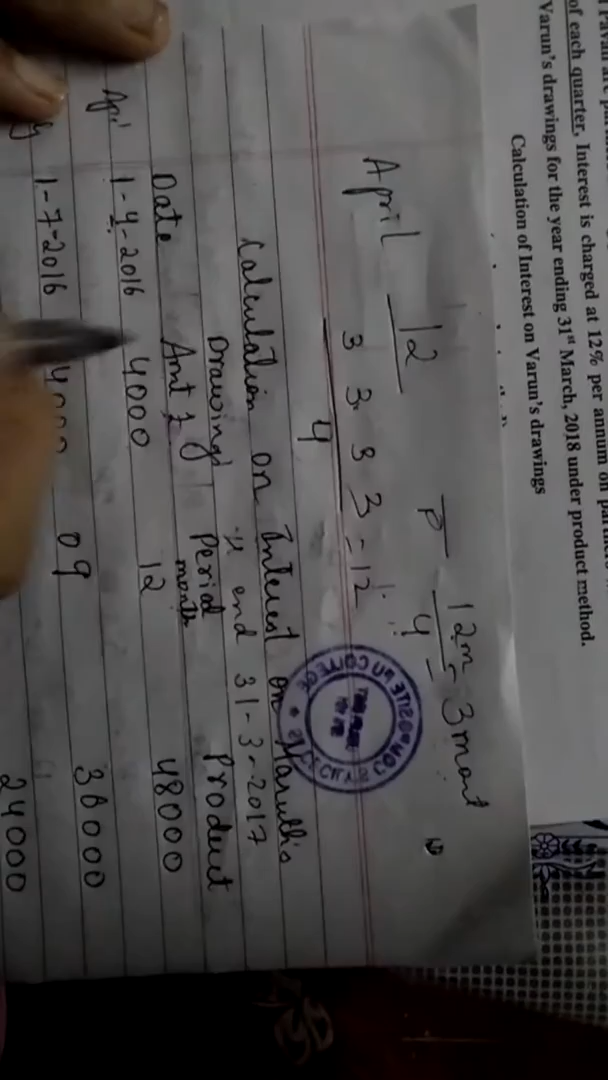 of each quarter, Interest is charged at 12% per annum on
Varun's drawings for the year ending 31st March, 2018 under product method.
Calculation of Interest on Varun's drawings
12m = 3 mont
4
April 12
3 3 3 3 = 12
4
Calculation on Interest on
end 31-3-2017
Date Drawings Amt ₹ Period month Product
1-4-2016 4000 12 48000
1-7-2016 4000 09 36000
24000